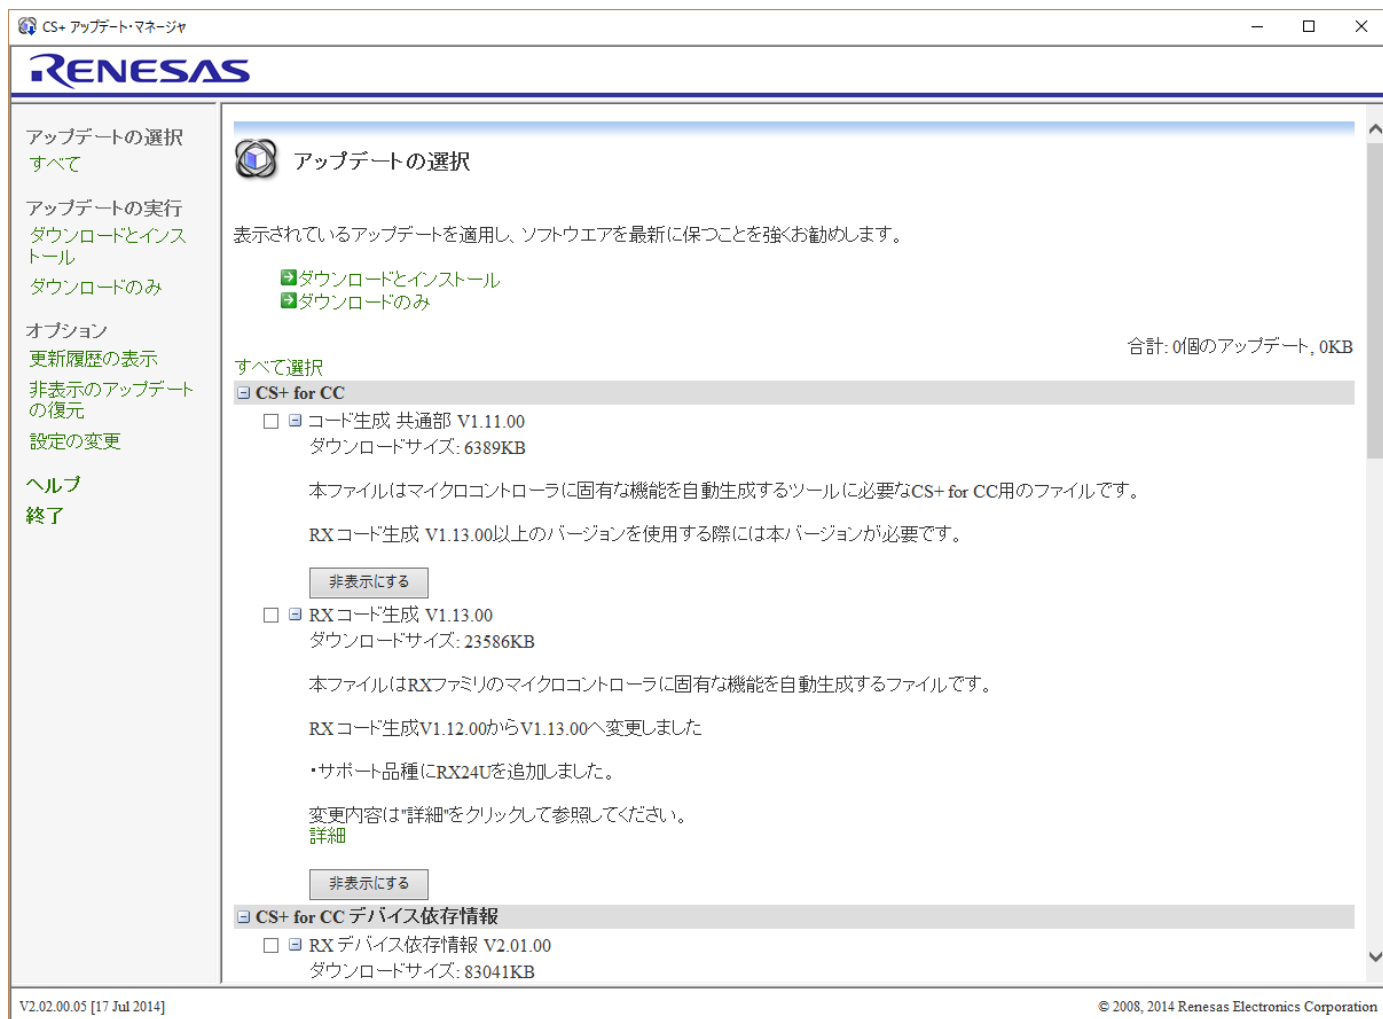 CS+ アップデート・マネージャ
RENESAS
アップデートの選択
すべて
アップデートの実行
ダウンロードとインス
トール
ダウンロードのみ
オプション
更新履歴の表示
非表示のアップデート
の復元
設定の変更
ヘルプ
終了
アップデートの選択
表示されているアップデートを適用し、ソフトウエアを最新に保つことを強くお勧めします。
ダウンロードとインストール
ダウンロードのみ
合計: 0個のアップデート, 0KB
すべて選択
CS+ for CC
コード生成 共通部 V1.11.00
ダウンロードサイズ: 6389KB
本ファイルはマイクロコントローラに固有な機能を自動生成するツールに必要なCS+ for CC用のファイルです。
RXコード生成 V1.13.00以上のバージョンを使用する際には本バージョンが必要です。
非表示にする
RXコード生成 V1.13.00
ダウンロードサイズ: 23586KB
本ファイルはRXファミリのマイクロコントローラに固有な機能を自動生成するファイルです。
RXコード生成V1.12.00からV1.13.00へ変更しました
・サポート品種にRX24Uを追加しました。
変更内容は"詳細"をクリックして参照してください。
詳細
非表示にする
CS+ for CC デバイス依存情報
RXデバイス依存情報 V2.01.00
ダウンロードサイズ: 83041KB
V2.02.00.05 [17 Jul 2014]
© 2008, 2014 Renesas Electronics Corporation